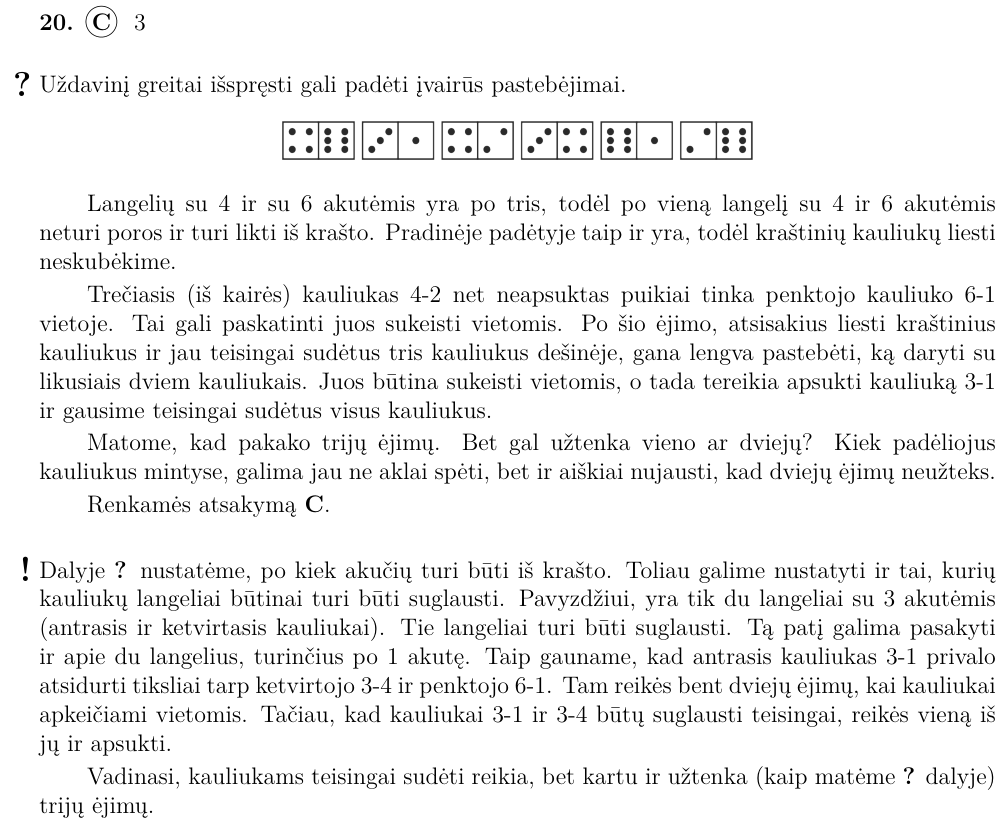 20. C 3
? Uždavinį greitai išspręsti gali padėti įvairūs pastebėjimai.
Langelių su 4 ir su 6 akutėmis yra po tris, todėl po vieną langelį su 4 ir 6 akutėmis
neturi poros ir turi likti iš krašto. Pradinėje padėtyje taip ir yra, todėl kraštinių kauliukų liesti
neskubėkime.
Trečiasis (iš kairės) kauliukas 4-2 net neapsuktas puikiai tinka penktojo kauliuko 6-1
vietoje. Tai gali paskatinti juos sukeisti vietomis. Po šio ėjimo, atsisakius liesti kraštinius
kauliukus ir jau teisingai sudėtus tris kauliukus dešinėje, gana lengva pastebėti, ką daryti su
likusiais dviem kauliukais. Juos būtina sukeisti vietomis, o tada tereikia apsukti kauliuką 3-1
ir gausime teisingai sudėtus visus kauliukus.
Matome, kad pakako trijų ėjimų. Bet gal užtenka vieno ar dviejų? Kiek padėliojus
kauliukus mintyse, galima jau ne aklai spėti, bet ir aiškiai nujausti, kad dviejų ėjimų neužteks.
Renkamės atsakymą C.
! Dalyje ? nustatėme, po kiek akučių turi būti iš krašto. Toliau galime nustatyti ir tai, kurių
kauliukų langeliai būtinai turi būti suglausti. Pavyzdžiui, yra tik du langeliai su 3 akutėmis
(antrasis ir ketvirtasis kauliukai). Tie langeliai turi būti suglausti. Tą patį galima pasakyti
ir apie du langelius, turinčius po 1 akutę. Taip gauname, kad antrasis kauliukas 3-1 privalo
atsidurti tiksliai tarp ketvirtojo 3-4 ir penktojo 6-1. Tam reikės bent dviejų ėjimų, kai kauliukai
apkeičiami vietomis. Tačiau, kad kauliukai 3-1 ir 3-4 būtų suglausti teisingai, reikės vieną iš
jų ir apsukti.
Vadinasi, kauliukams teisingai sudėti reikia, bet kartu ir užtenka (kaip matėme ? dalyje)
trijų ėjimų.